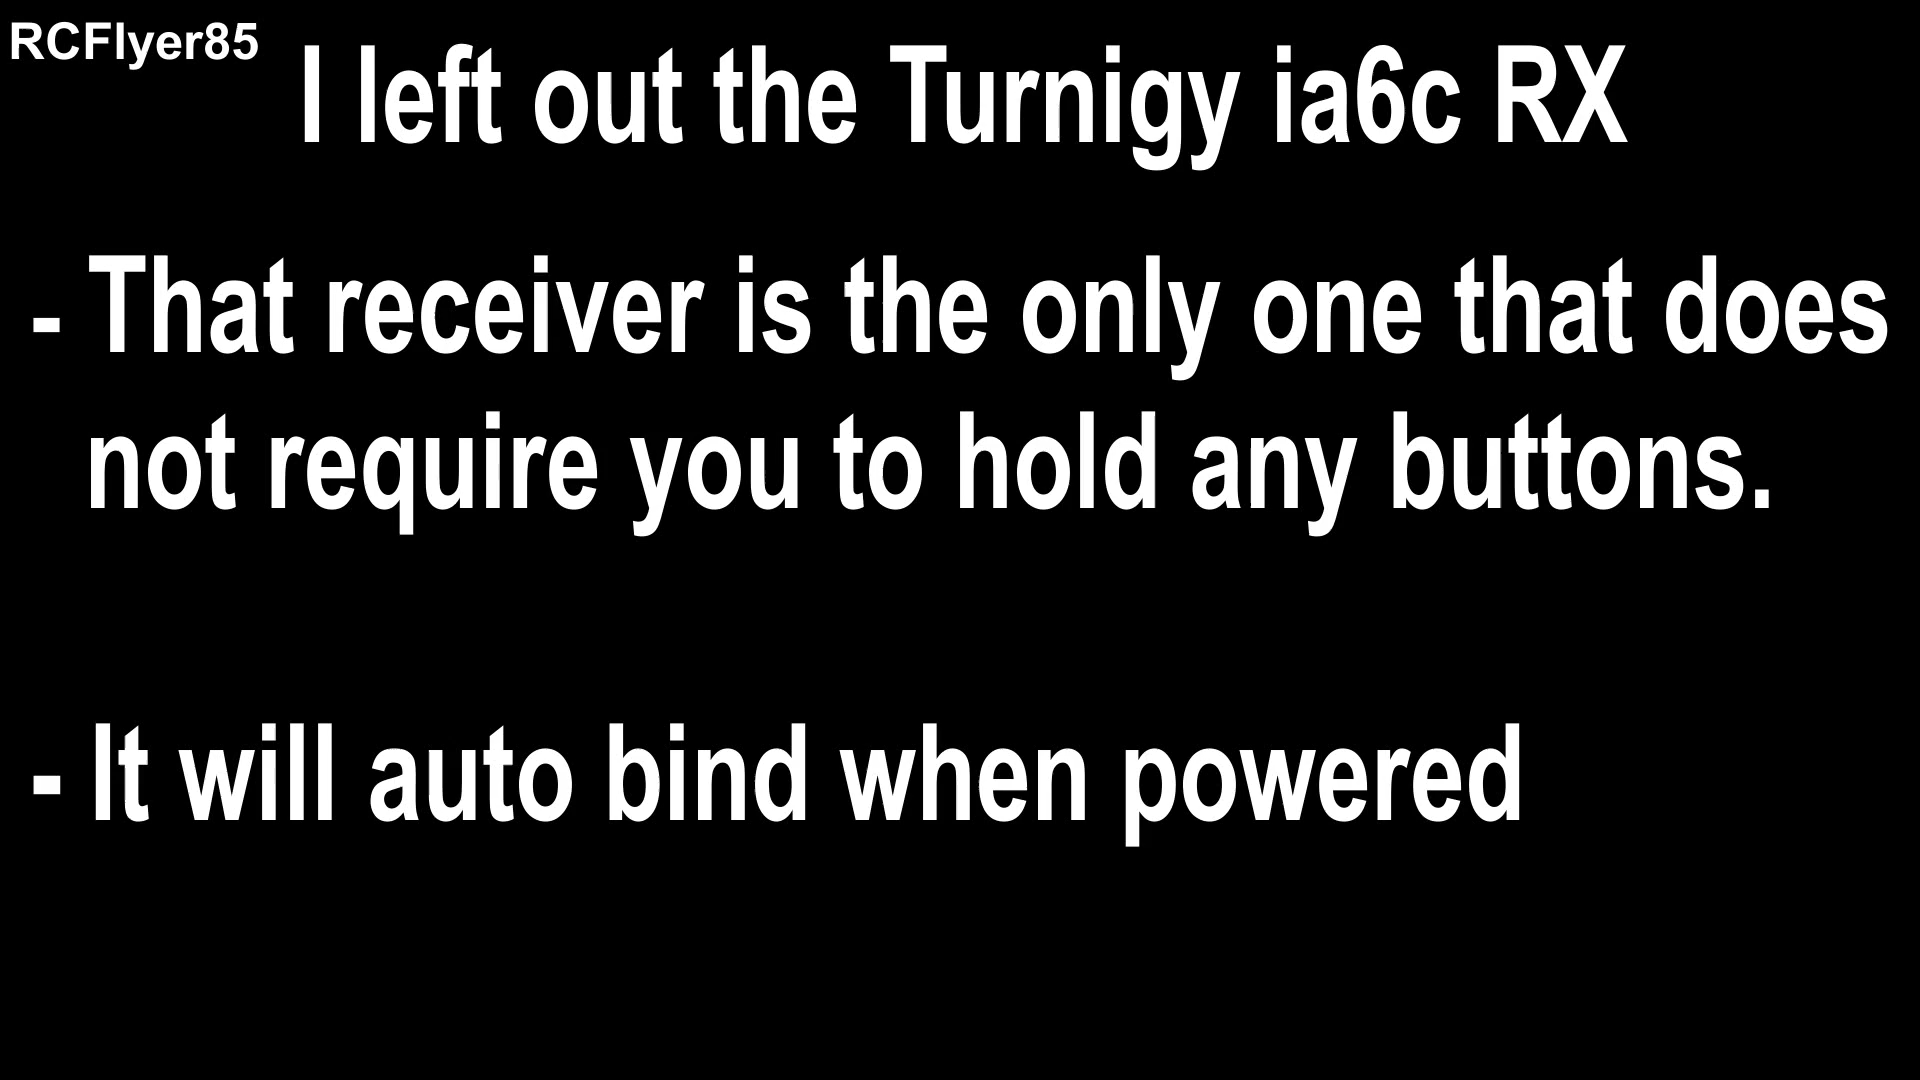 RCFlyer85
I left out the Turnigy ia6c RX
- That receiver is the only one that does
not require you to hold any buttons.
- It will auto bind when powered